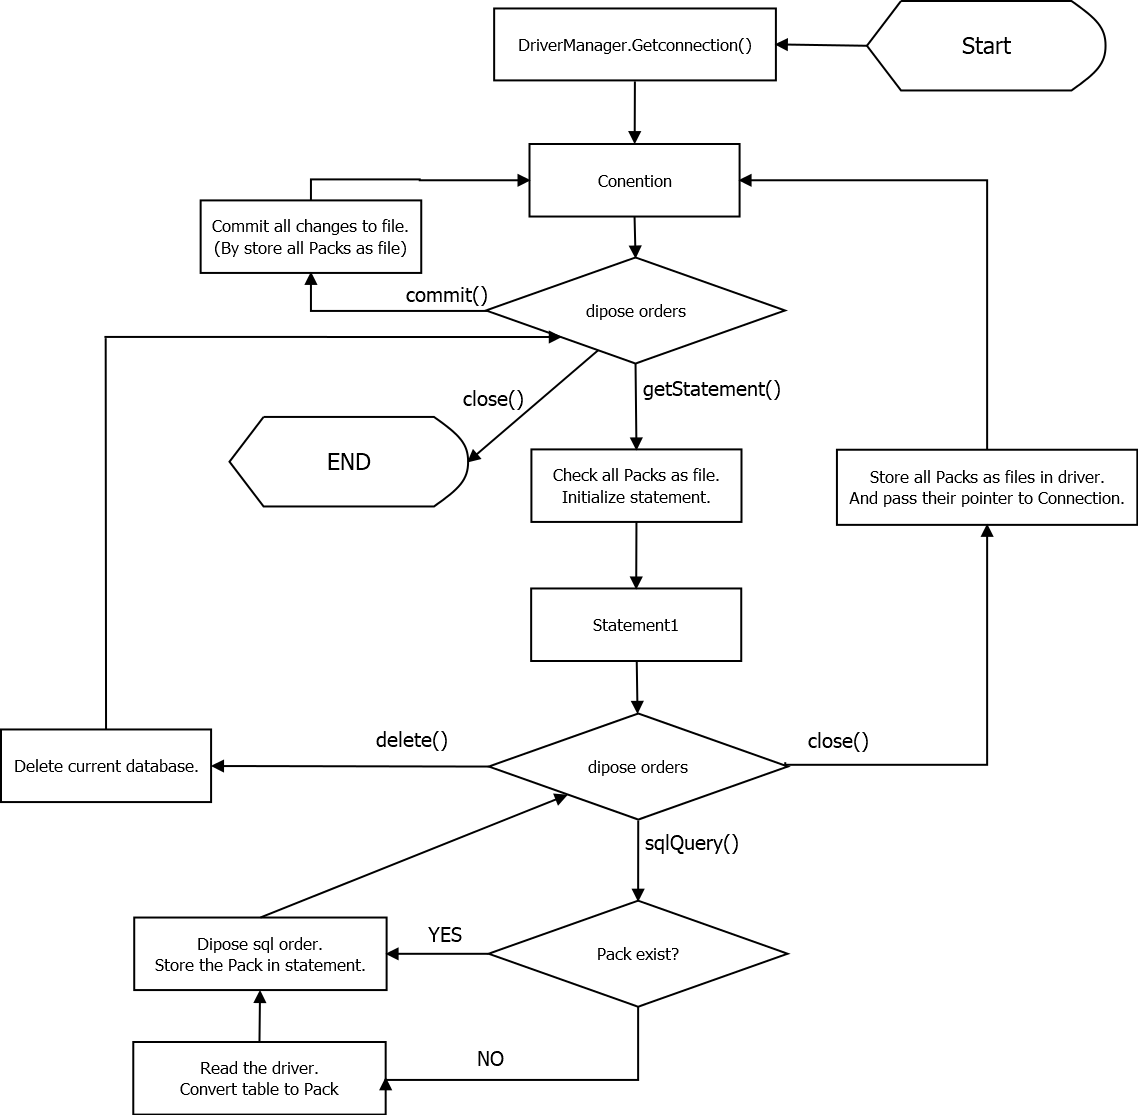 DriverManager.Getconnection()
Start
Conention
Commit all changes to file.
(By store all Packs as file)
commit()
dipose orders
close()
getStatement()
END
Check all Packs as file.
Initialize statement.
Store all Packs as files in driver.
And pass their pointer to Connection.
Statement1
delete()
close()
Delete current database.
dipose orders
sqlQuery()
YES
Dipose sql order.
Store the Pack in statement.
Pack exist?
NO
Read the driver.
Convert table to Pack